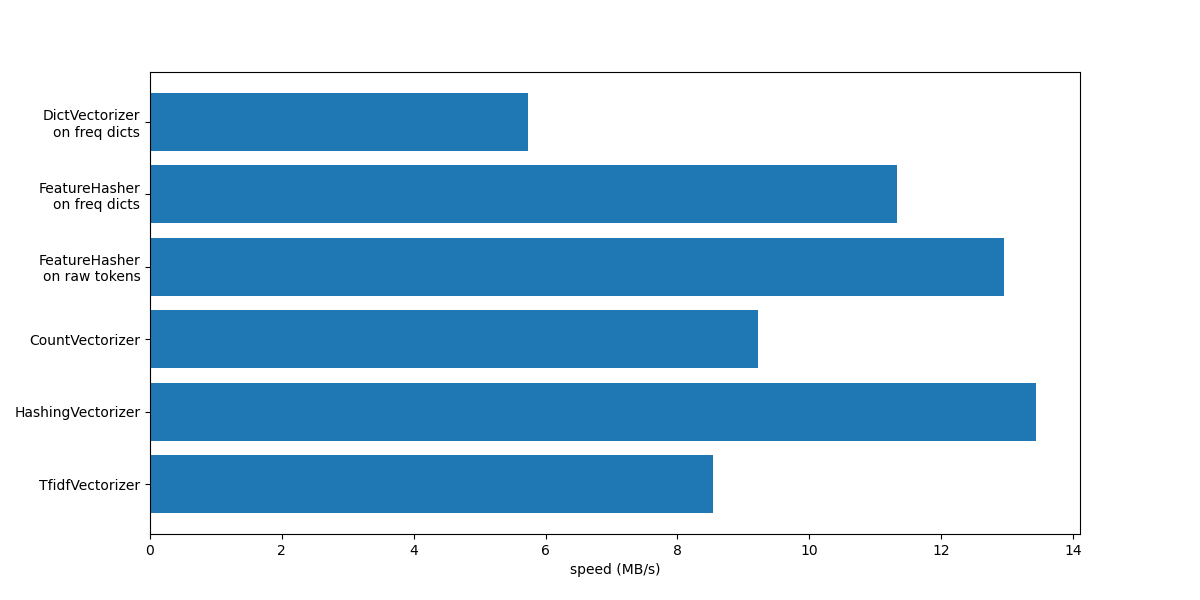 DictVectorizer
on freq dicts
FeatureHasher
on freq dicts
FeatureHasher
on raw tokens
CountVectorizer
HashingVectorizer
TfidfVectorizer
0 2 4 6 8 10 12 14
speed (MB/s)